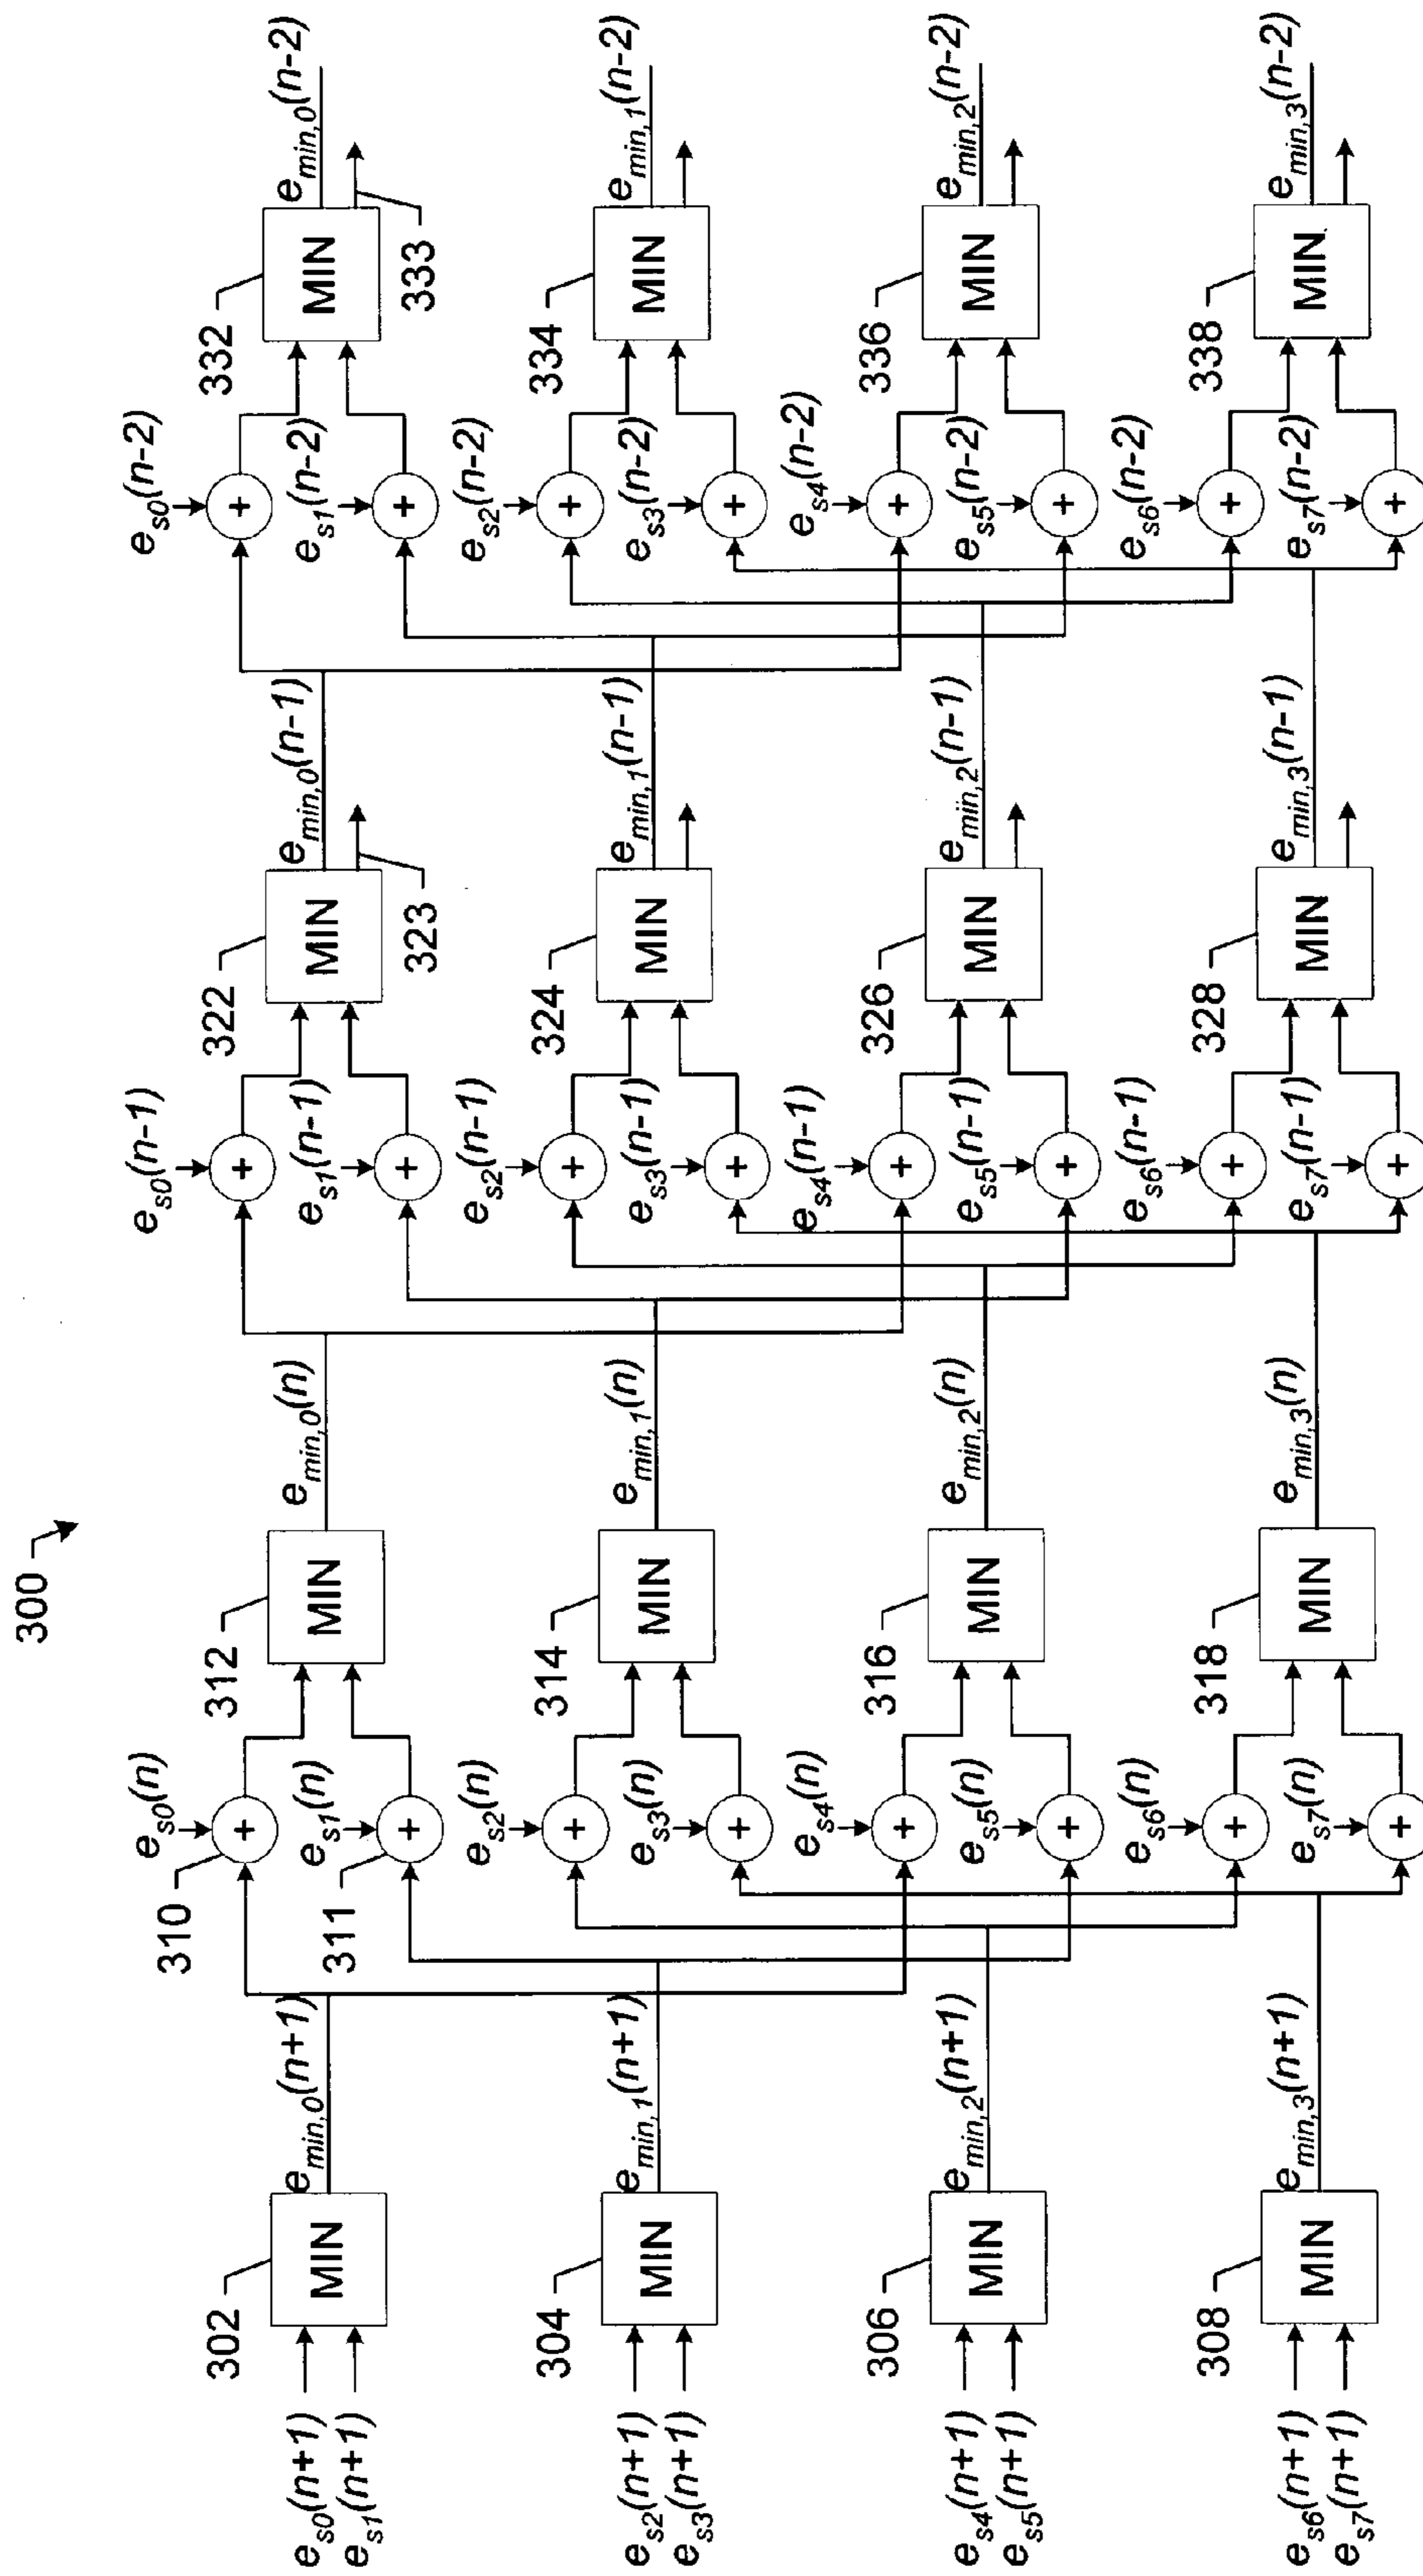 300
e_s0(n) e_s0(n-1) e_s0(n-2)
310 + + +
302 312 322 332
e_s0(n+1) MIN e_min,0(n+1) e_s1(n) MIN e_min,0(n) e_s1(n-1) MIN e_min,0(n-1) e_s1(n-2) MIN e_min,0(n-2)
e_s1(n+1)
311 + + 323 + 333
e_s2(n) e_s2(n-1) e_s2(n-2)
304 + 314 + 324 + 334
e_s2(n+1) MIN e_min,1(n+1) e_s3(n) MIN e_min,1(n) e_s3(n-1) MIN e_min,1(n-1) e_s3(n-2) MIN e_min,1(n-2)
e_s3(n+1)
+ + +
e_s4(n) e_s4(n-1) e_s4(n-2)
306 + 316 + 326 + 336
e_s4(n+1) MIN e_min,2(n+1) e_s5(n) MIN e_min,2(n) e_s5(n-1) MIN e_min,2(n-1) e_s5(n-2) MIN e_min,2(n-2)
e_s5(n+1)
+ + +
e_s6(n) e_s6(n-1) e_s6(n-2)
308 + 318 + 328 + 338
e_s6(n+1) MIN e_min,3(n+1) e_s7(n) MIN e_min,3(n) e_s7(n-1) MIN e_min,3(n-1) e_s7(n-2) MIN e_min,3(n-2)
e_s7(n+1)
+ + +